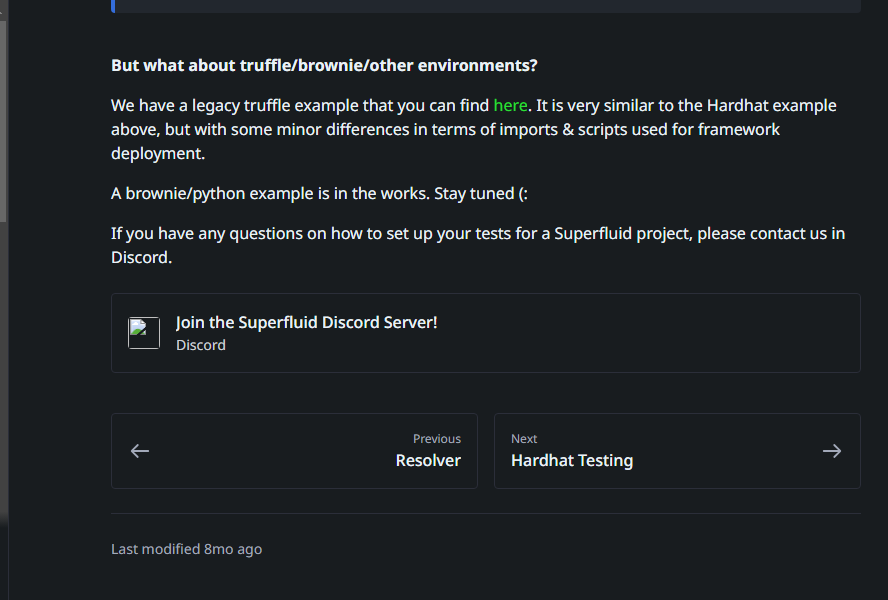 But what about truffle/brownie/other environments?
We have a legacy truffle example that you can find here. It is very similar to the Hardhat example
above, but with some minor differences in terms of imports & scripts used for framework
deployment.
A brownie/python example is in the works. Stay tuned (:
If you have any questions on how to set up your tests for a Superfluid project, please contact us in
Discord.
Join the Superfluid Discord Server!
Discord
Previous
Resolver
Next
Hardhat Testing
Last modified 8mo ago